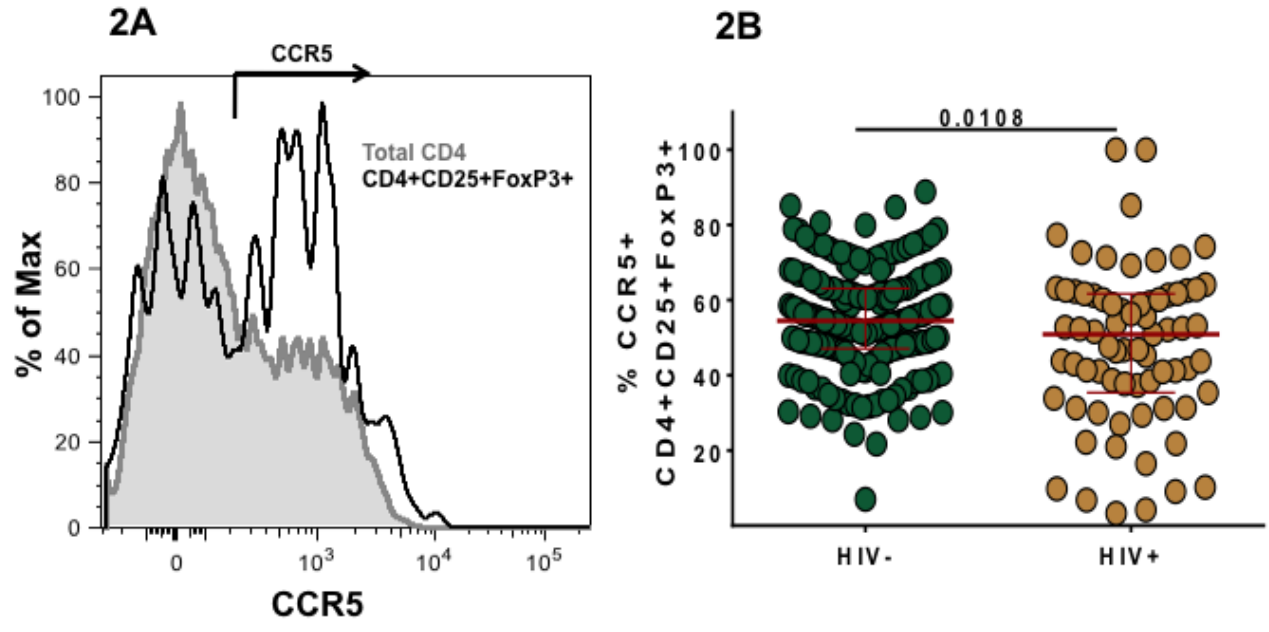 2A
CCR5
% of Max
100
80
60
40
20
0
Total CD4
CD4+CD25+FoxP3+
0
10³
10⁴
10⁵
CCR5
2B
% CCR5+
CD4+CD25+FoxP3+
0.0108
100
80
60
40
20
HIV-
HIV+